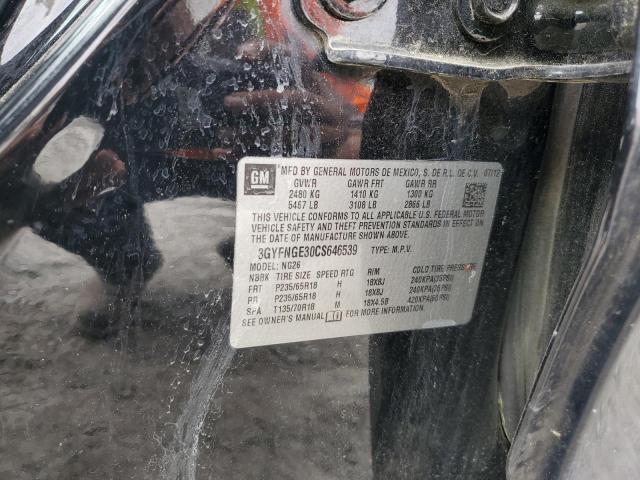 GM
MFD BY GENERAL MOTORS DE MEXICO, S. DE R.L. DE C.V. 07/12
GVWR GAWR FRT GAWR RR
2480 KG 1410 KG 1300 KG
5467 LB 3108 LB 2866 LB
THIS VEHICLE CONFORMS TO ALL APPLICABLE U.S. FEDERAL MOTOR
VEHICLE SAFETY AND THEFT PREVENTION STANDARDS IN EFFECT ON THE
DATE OF MANUFACTURE SHOWN ABOVE.
3GYFNGE30CS646539 TYPE: M.P.V.
MODEL: NG26
NBRK TIRE SIZE SPEED RTG RIM COLD TIRE PRESSURE
FRT P235/65R18 H 18X8J 240KPA(35PSI)
RR P235/65R18 H 18X8J 240KPA(35PSI)
SPA T135/70R18 M 18X4.5B 420KPA(60PSI)
SEE OWNER'S MANUAL FOR MORE INFORMATION.